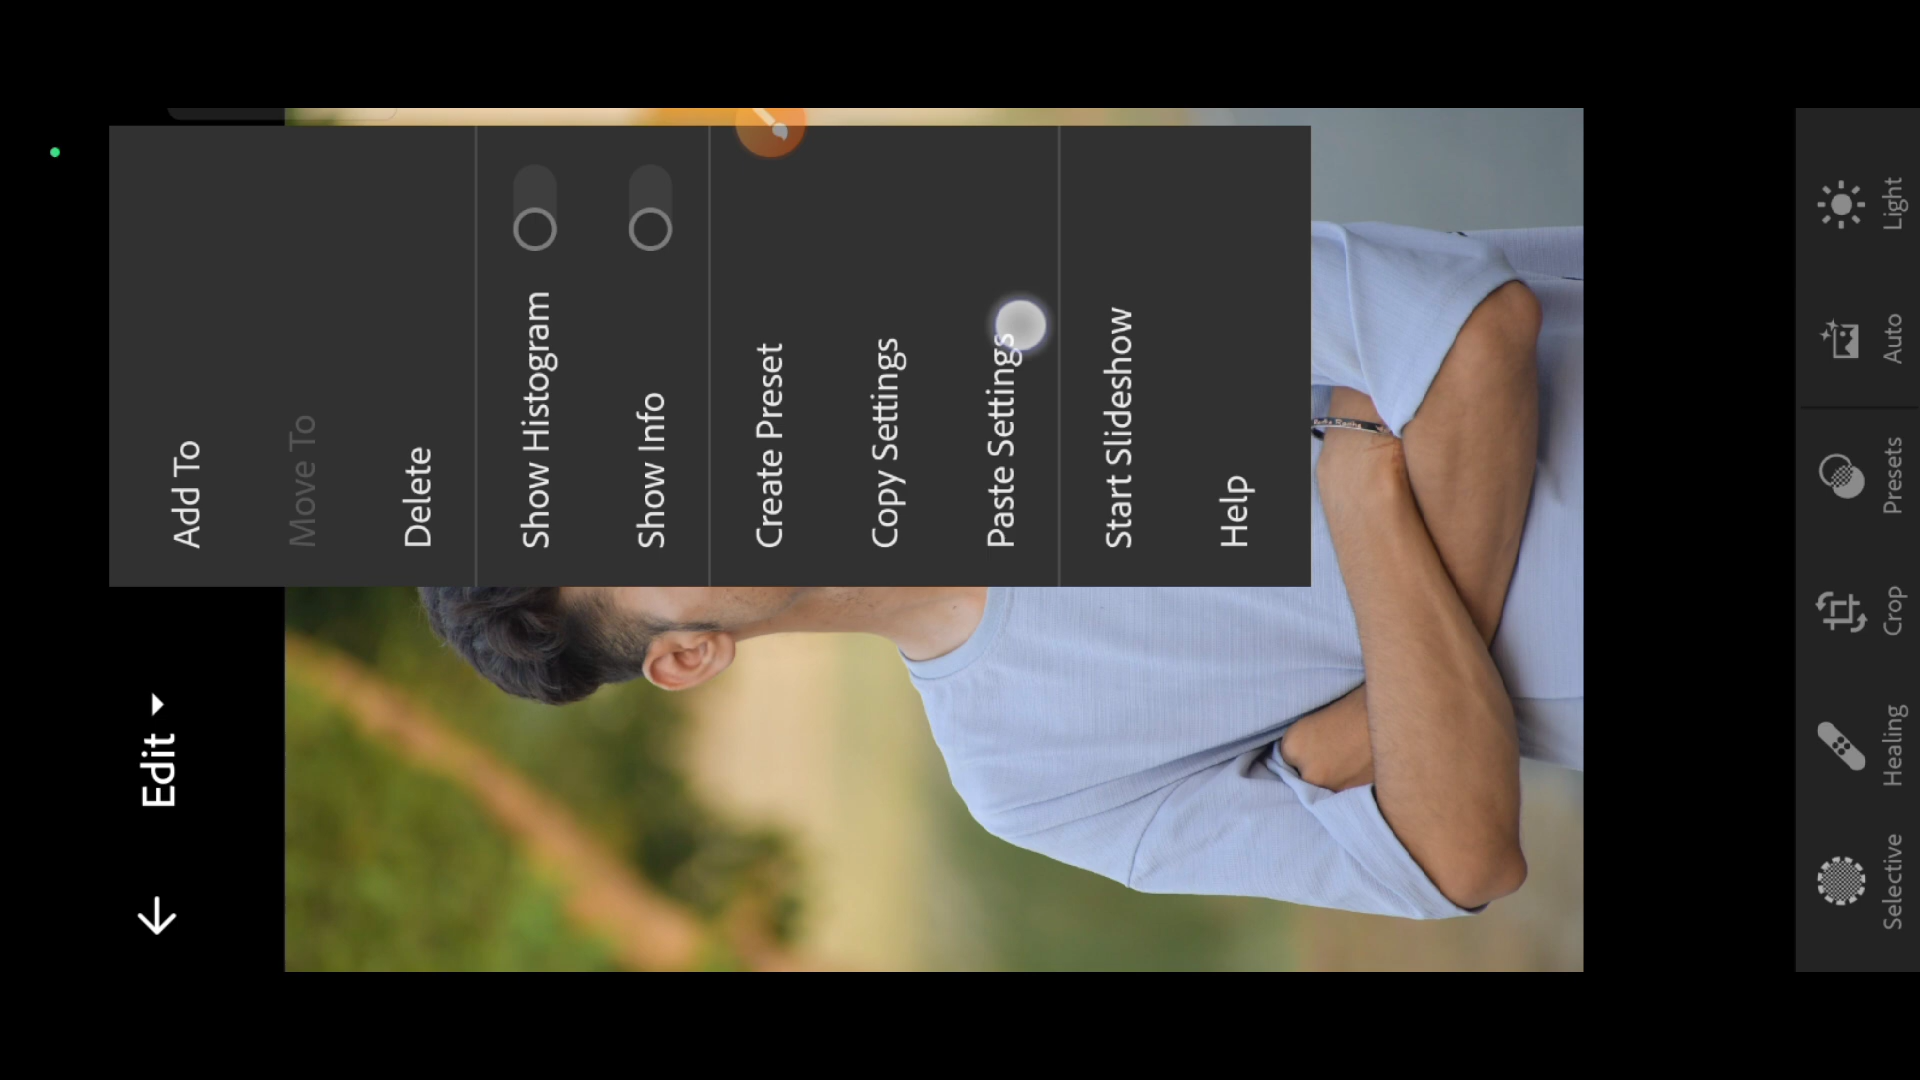 Edit
Add To
Move To
Delete
Show Histogram
Show Info
Create Preset
Copy Settings
Paste Settings
Start Slideshow
Help
Selective
Healing
Crop
Presets
Auto
Light